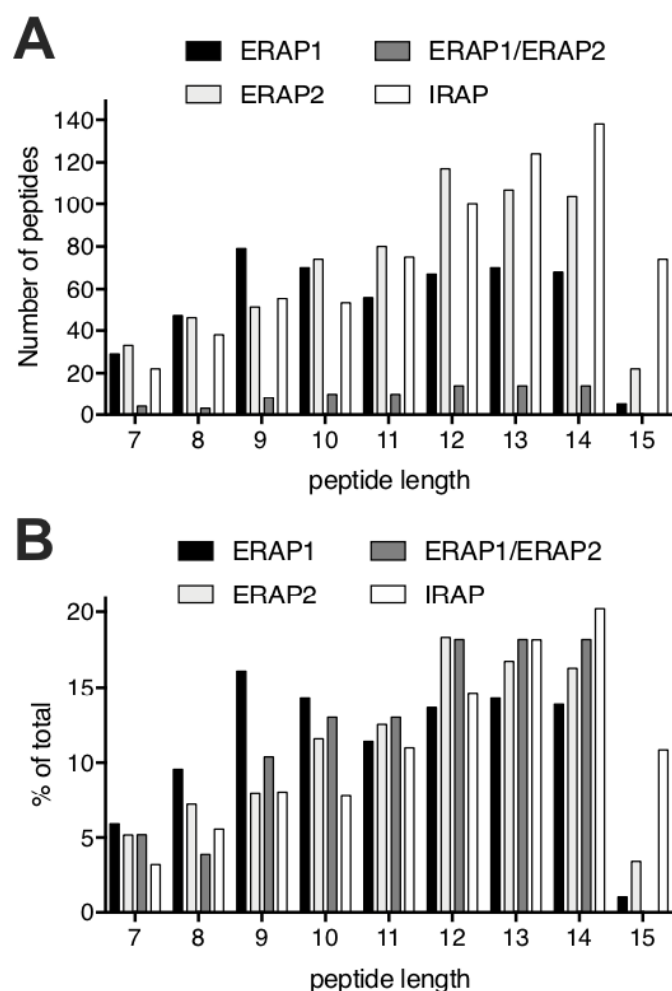 A
ERAP1 ERAP1/ERAP2
ERAP2 IRAP
Number of peptides
140
120
100
80
60
40
20
0
7 8 9 10 11 12 13 14 15
peptide length
B
ERAP1 ERAP1/ERAP2
ERAP2 IRAP
% of total
20
15
10
5
0
7 8 9 10 11 12 13 14 15
peptide length